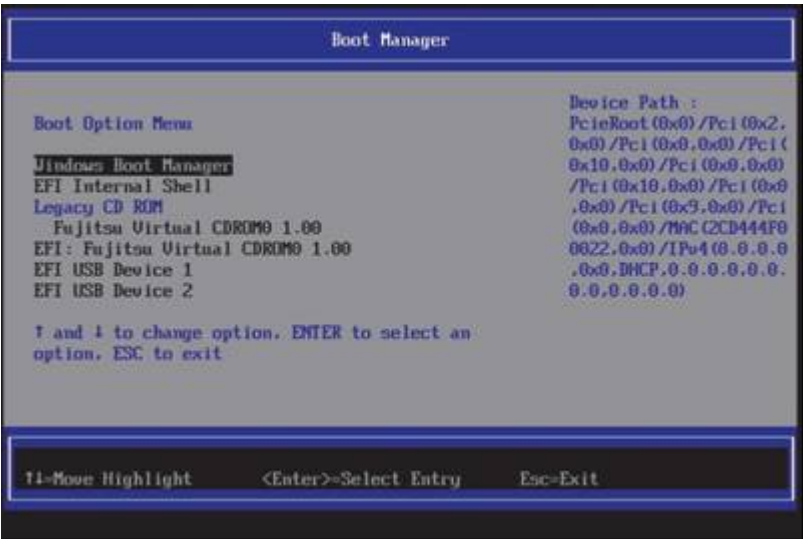 Boot Manager
Boot Option Menu
Windows Boot Manager
EFI Internal Shell
Legacy CD ROM
Fujitsu Virtual CDROM0 1.00
EFI: Fujitsu Virtual CDROM0 1.00
EFI USB Device 1
EFI USB Device 2
↑ and ↓ to change option, ENTER to select an
option, ESC to exit
Device Path :
PcieRoot(0x0)/Pci(0x2,
0x0)/Pci(0x0,0x0)/Pci(
0x10,0x0)/Pci(0x0,0x0)
/Pci(0x10,0x0)/Pci(0x0
,0x0)/Pci(0x9,0x0)/Pci
(0x0,0x0)/MAC(2CD444F0
0022,0x0)/IPv4(0.0.0.0
,0x0,DHCP,0.0.0.0,0.0.
0.0,0.0.0.0)
↑↓=Move Highlight
<Enter>=Select Entry
Esc=Exit